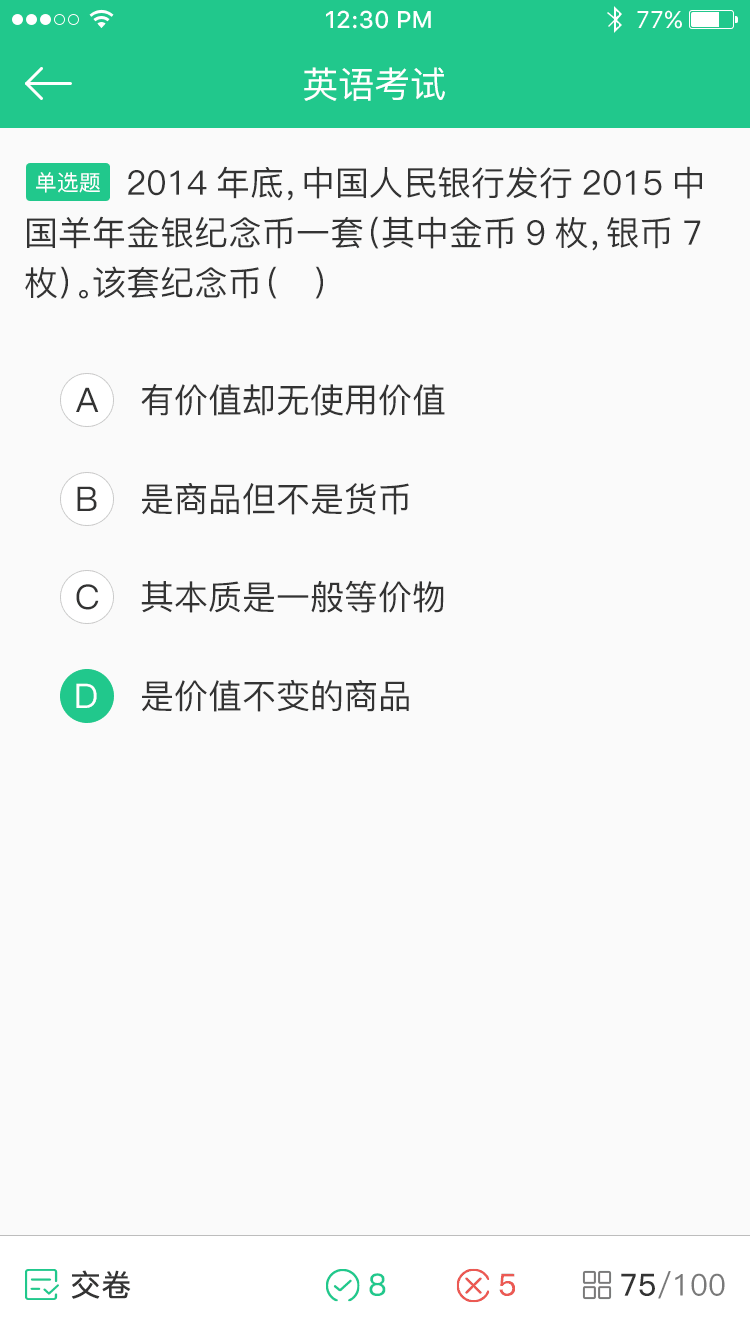 12:30 PM
77%
英语考试
单选题 2014 年底,中国人民银行发行 2015 中
国羊年金银纪念币一套(其中金币 9 枚,银币 7
枚)。该套纪念币( )
A 有价值却无使用价值
B 是商品但不是货币
C 其本质是一般等价物
D 是价值不变的商品
交卷 8 5 75/100